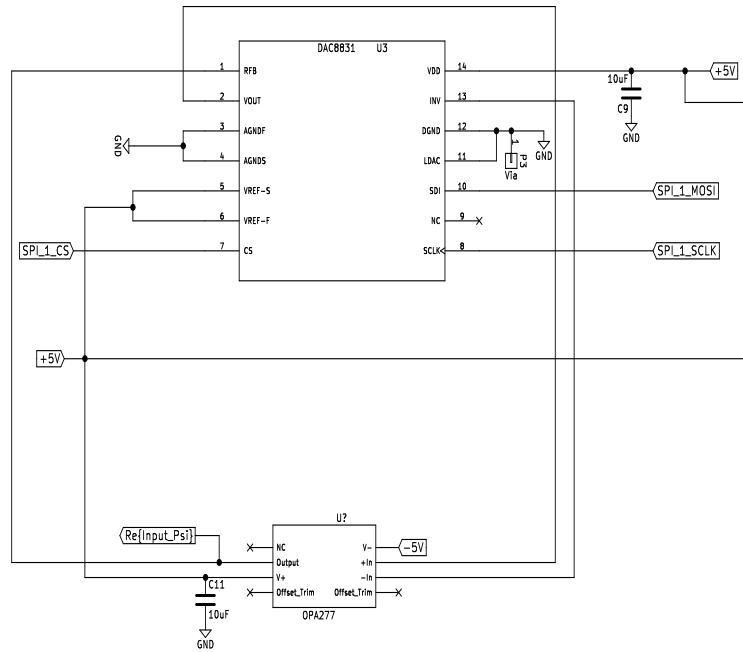 DAC8831 U3
1 RFB VDD 14 +5V
10uF
2 VOUT INV 13
C9
3 AGNDF DGND 12
GND
1
P3
GND
GND
Via
4 AGNDS LDAC 11
5 VREF-S SDI 10 SPI_1_MOSI
6 VREF-F NC 9
SPI_1_CS 7 CS SCLK 8 SPI_1_SCLK
+5V
U?
Re{Input_Psi}
NC V- -5V
Output +In
V+ -In
C11
Offset_Trim Offset_Trim
10uF
OPA277
GND